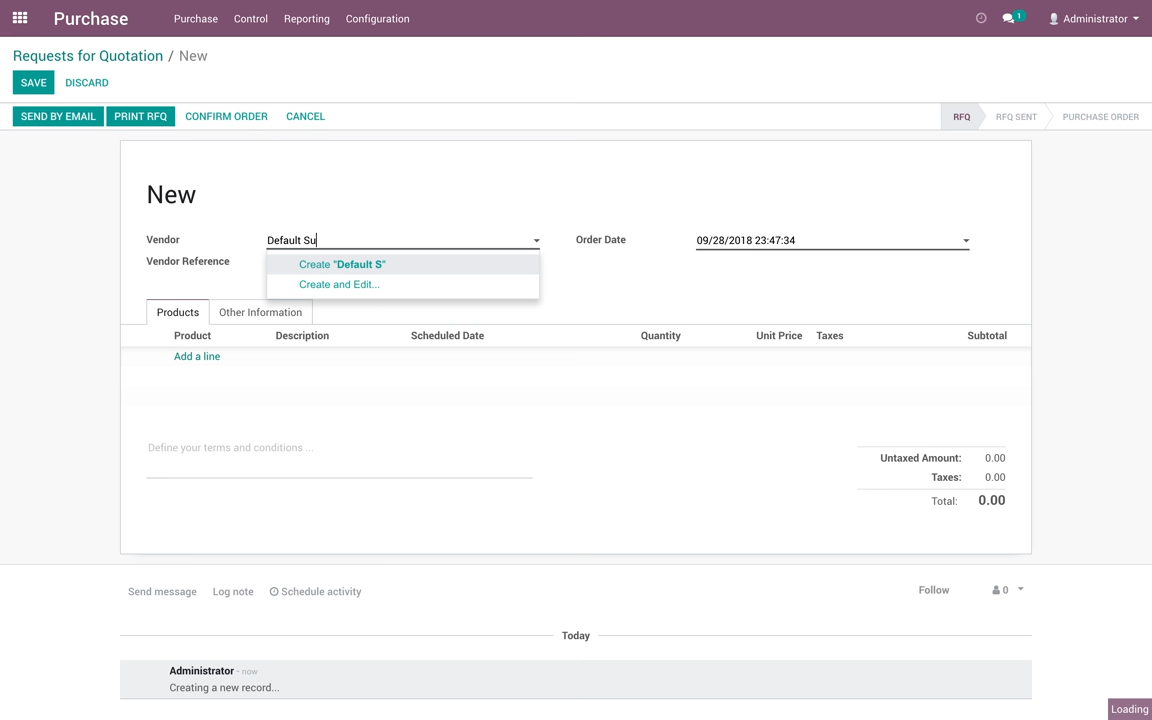 Purchase Purchase Control Reporting Configuration 1 Administrator
Requests for Quotation / New
SAVE DISCARD
SEND BY EMAIL PRINT RFQ CONFIRM ORDER CANCEL RFQ RFQ SENT PURCHASE ORDER
New
Vendor Default Su Order Date 09/28/2018 23:47:34
Vendor Reference
Create "Default S"
Create and Edit...
Products Other Information
Product Description Scheduled Date Quantity Unit Price Taxes Subtotal
Add a line
Define your terms and conditions ...
Untaxed Amount: 0.00
Taxes: 0.00
Total: 0.00
Send message Log note Schedule activity Follow 0
Today
Administrator - now
Creating a new record...
Loading